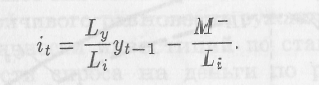 i_t = \frac{L_y}{L_i} y_{t-1} - \frac{M^-}{L_i}.